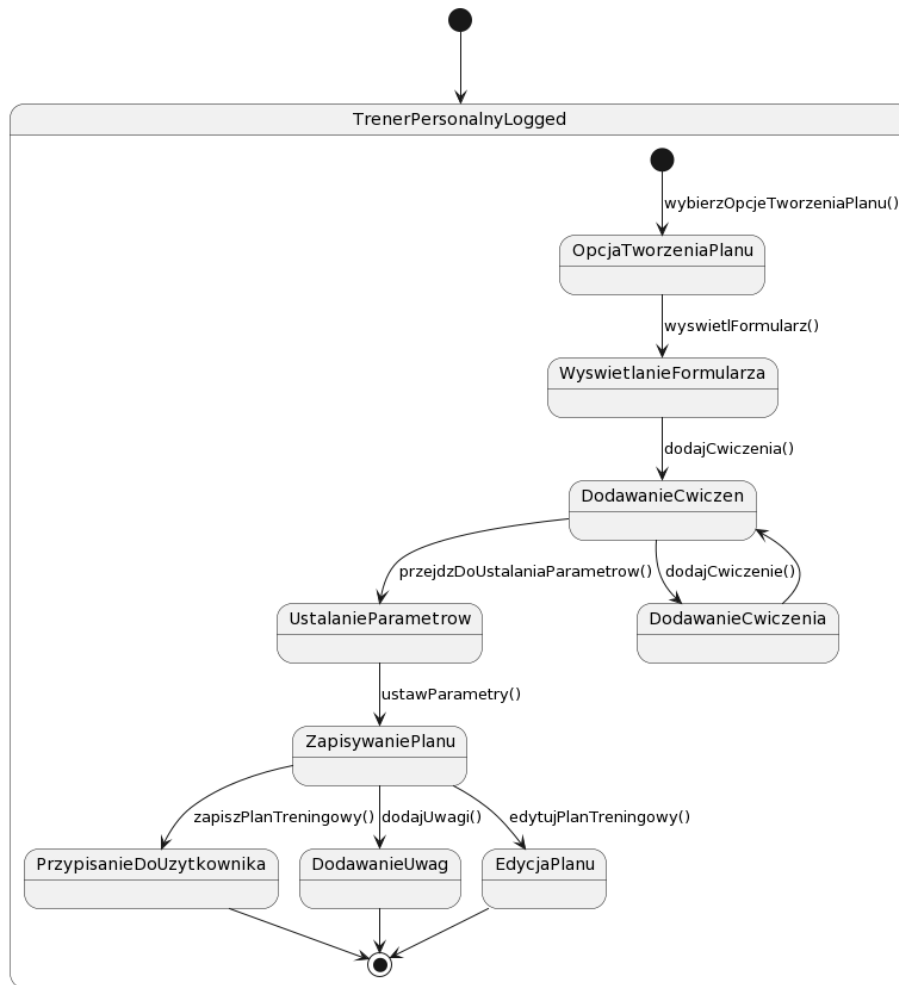 TrenerPersonalnyLogged
wybierzOpcjeTworzeniaPlanu()
OpcjaTworzeniaPlanu
wyswietlFormularz()
WyswietlanieFormularza
dodajCwiczenia()
DodawanieCwiczen
przejdzDoUstalaniaParametrow() dodajCwiczenie()
UstalanieParametrow DodawanieCwiczenia
ustawParametry()
ZapisywaniePlanu
zapiszPlanTreningowy() dodajUwagi() edytujPlanTreningowy()
PrzypisanieDoUzytkownika DodawanieUwag EdycjaPlanu